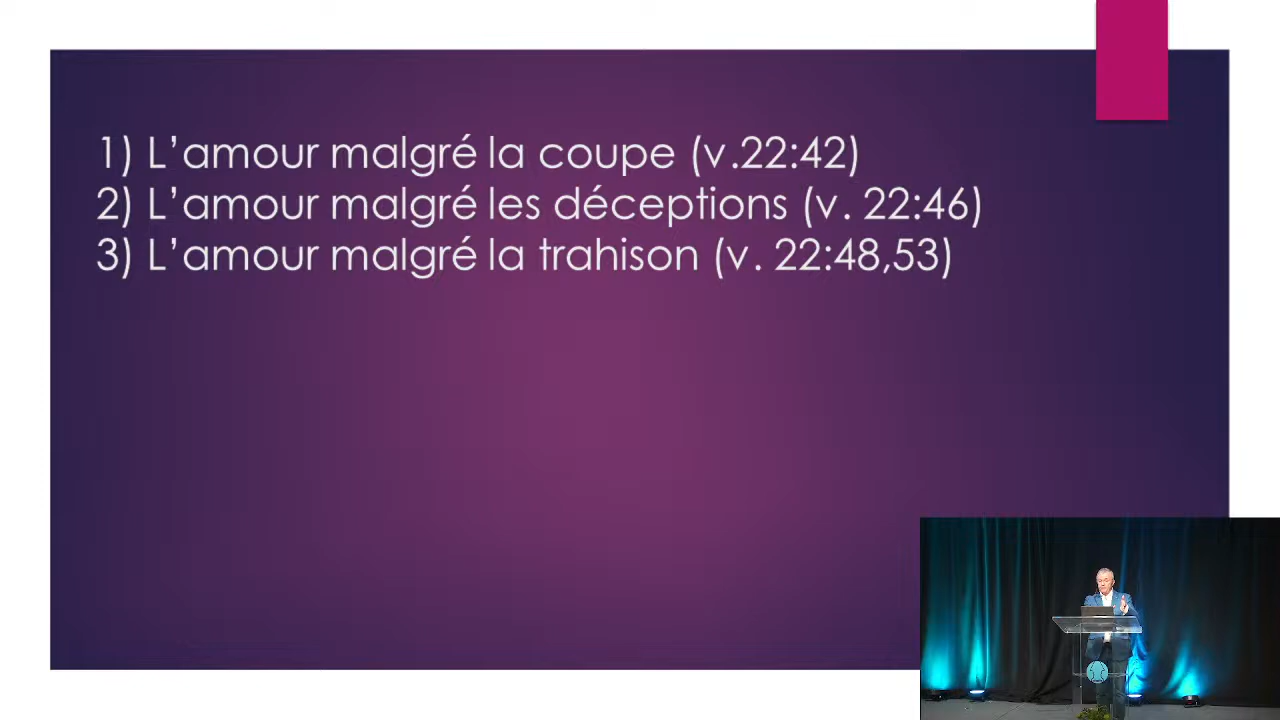 1) L’amour malgré la coupe (v.22:42)
2) L’amour malgré les déceptions (v. 22:46)
3) L’amour malgré la trahison (v. 22:48,53)